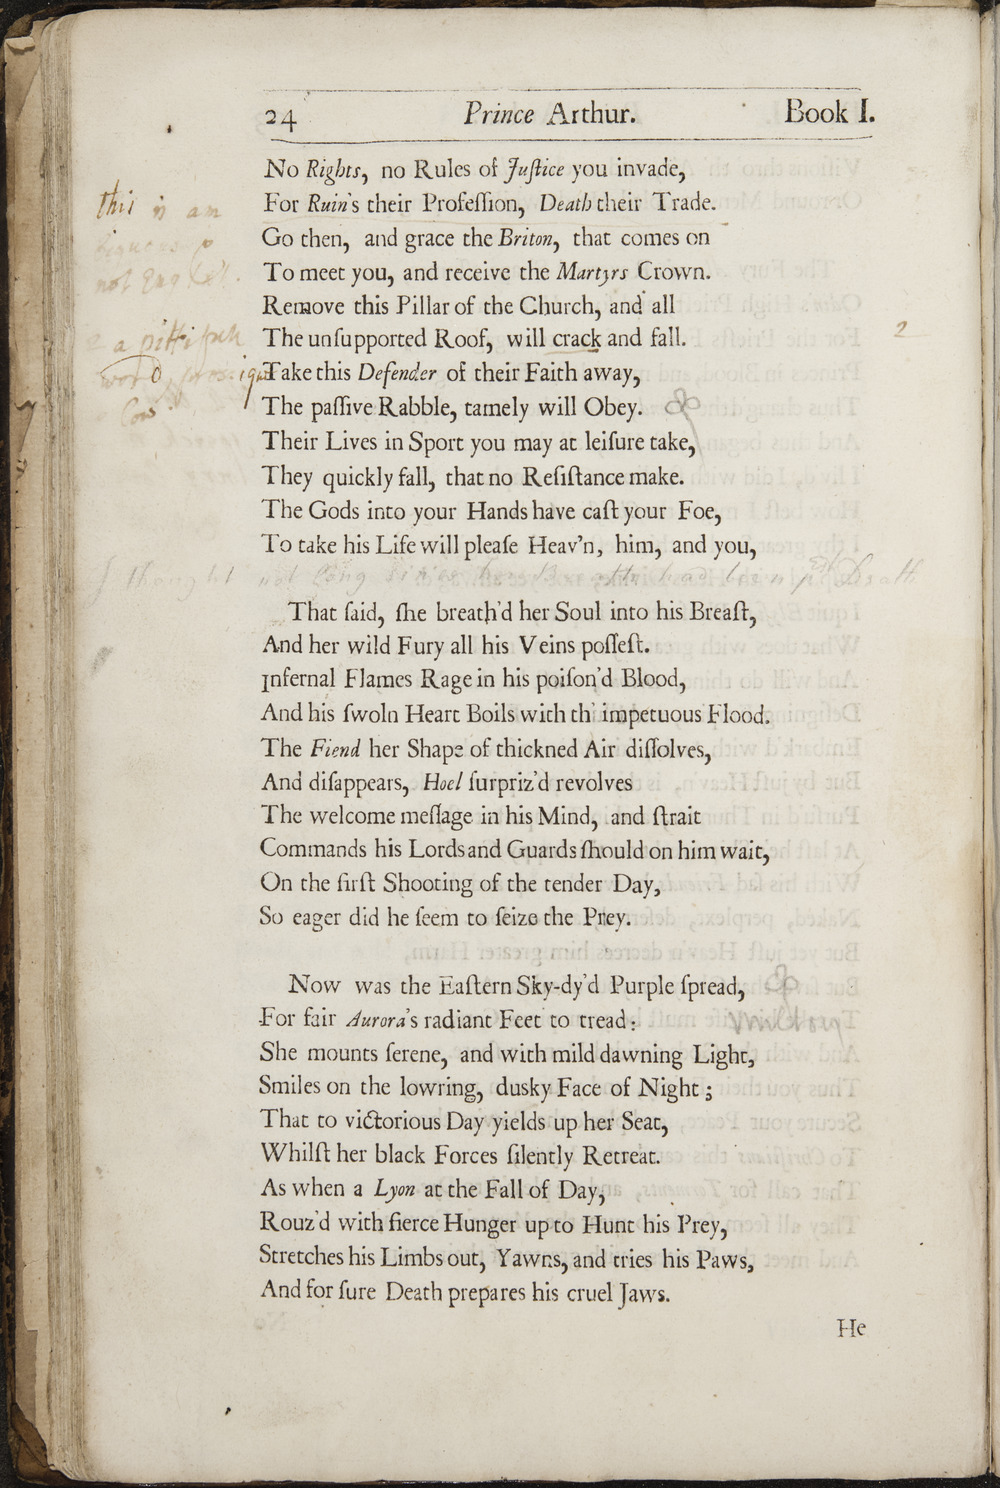 24 Prince Arthur. Book I.
No Rights, no Rules of Juſtice you invade,
For Ruin's their Profeſſion, Death their Trade.
Go then, and grace the Briton, that comes on
To meet you, and receive the Martyrs Crown.
Remove this Pillar of the Church, and all
The unſupported Roof, will crack and fall.
Take this Defender of their Faith away,
The paſſive Rabble, tamely will Obey.
Their Lives in Sport you may at leiſure take,
They quickly fall, that no Reſiſtance make.
The Gods into your Hands have caſt your Foe,
To take his Life will pleaſe Heav'n, him, and you,
I thought not long since
That ſaid, ſhe breath'd her Soul into his Breaſt,
And her wild Fury all his Veins poſſeſt.
Infernal Flames Rage in his poiſon'd Blood,
And his ſwoln Heart Boils with th' impetuous Flood.
The Fiend her Shape of thickned Air diſſolves,
And diſappears, Hoel ſurpriz'd revolves
The welcome meſſage in his Mind, and ſtrait
Commands his Lords and Guards ſhould on him wait,
On the firſt Shooting of the tender Day,
So eager did he ſeem to ſeize the Prey.
Now was the Eaſtern Sky-dy'd Purple ſpread,
For fair Aurora's radiant Feet to tread:
She mounts ſerene, and with mild dawning Light,
Smiles on the lowring, dusky Face of Night;
That to victorious Day yields up her Seat,
Whilſt her black Forces ſilently Retreat.
As when a Lyon at the Fall of Day,
Rouz'd with fierce Hunger up to Hunt his Prey,
Stretches his Limbs out, Yawns, and tries his Paws,
And for ſure Death prepares his cruel Jaws.
He
this is an
not English
2
a pittifull
word